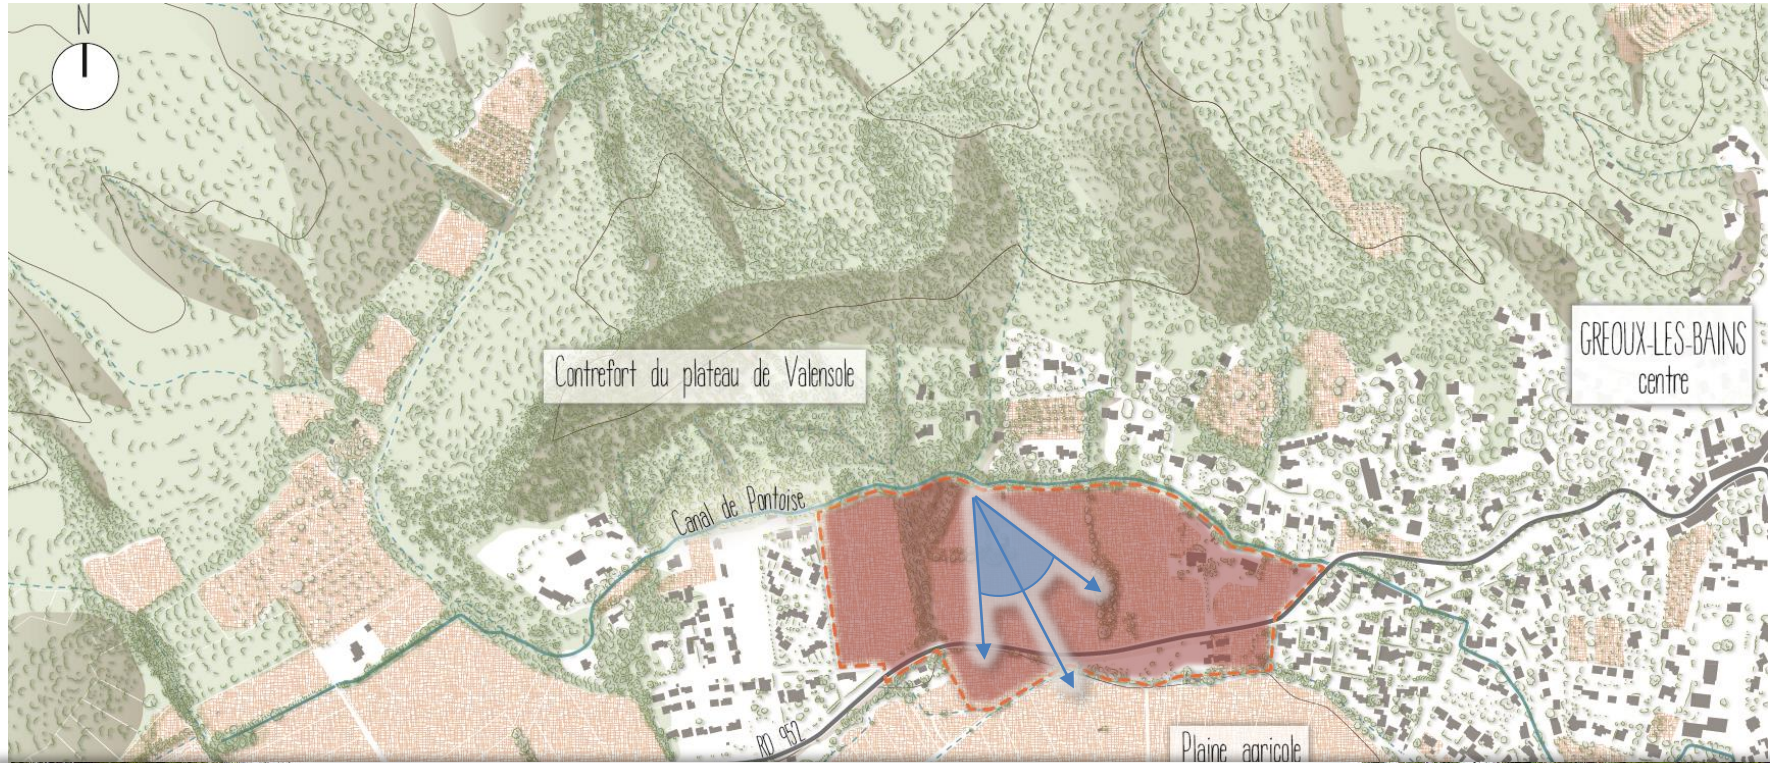 N
Contrefort du plateau de Valensole
GREOUX-LES-BAINS
centre
Canal de Pontoise
RD 952
Plaine agricole